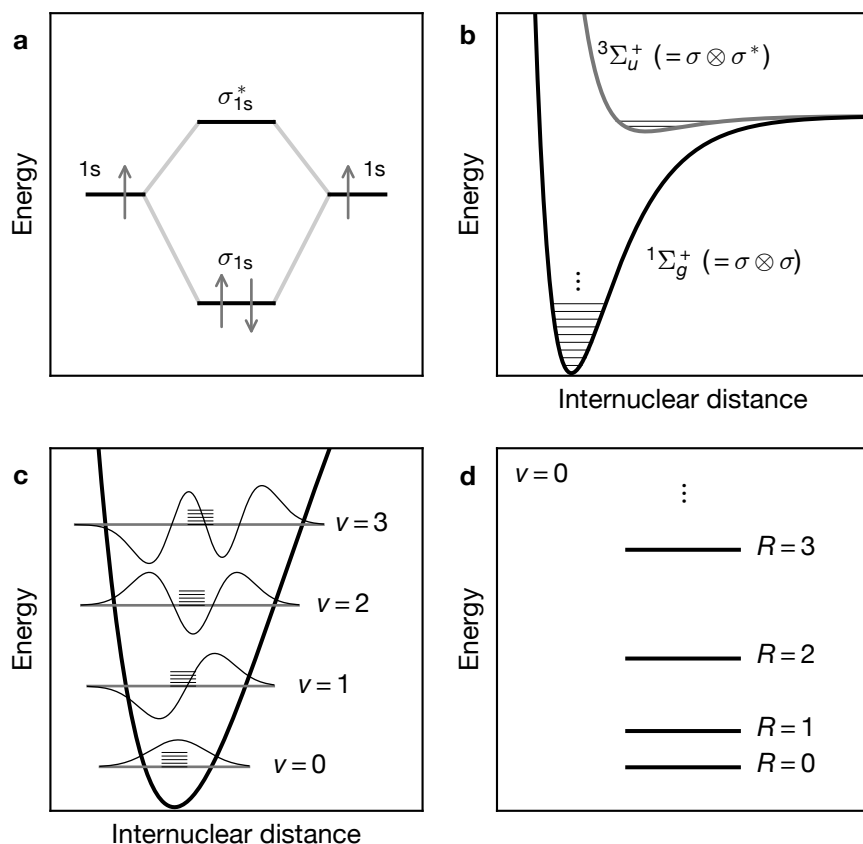 a
σ*1s
1s
1s
σ1s
Energy
b
³Σu⁺ (= σ ⊗ σ*)
⋮
¹Σg⁺ (= σ ⊗ σ)
Energy
Internuclear distance
c
v = 3
v = 2
v = 1
v = 0
Energy
Internuclear distance
d
v = 0
⋮
R = 3
R = 2
R = 1
R = 0
Energy